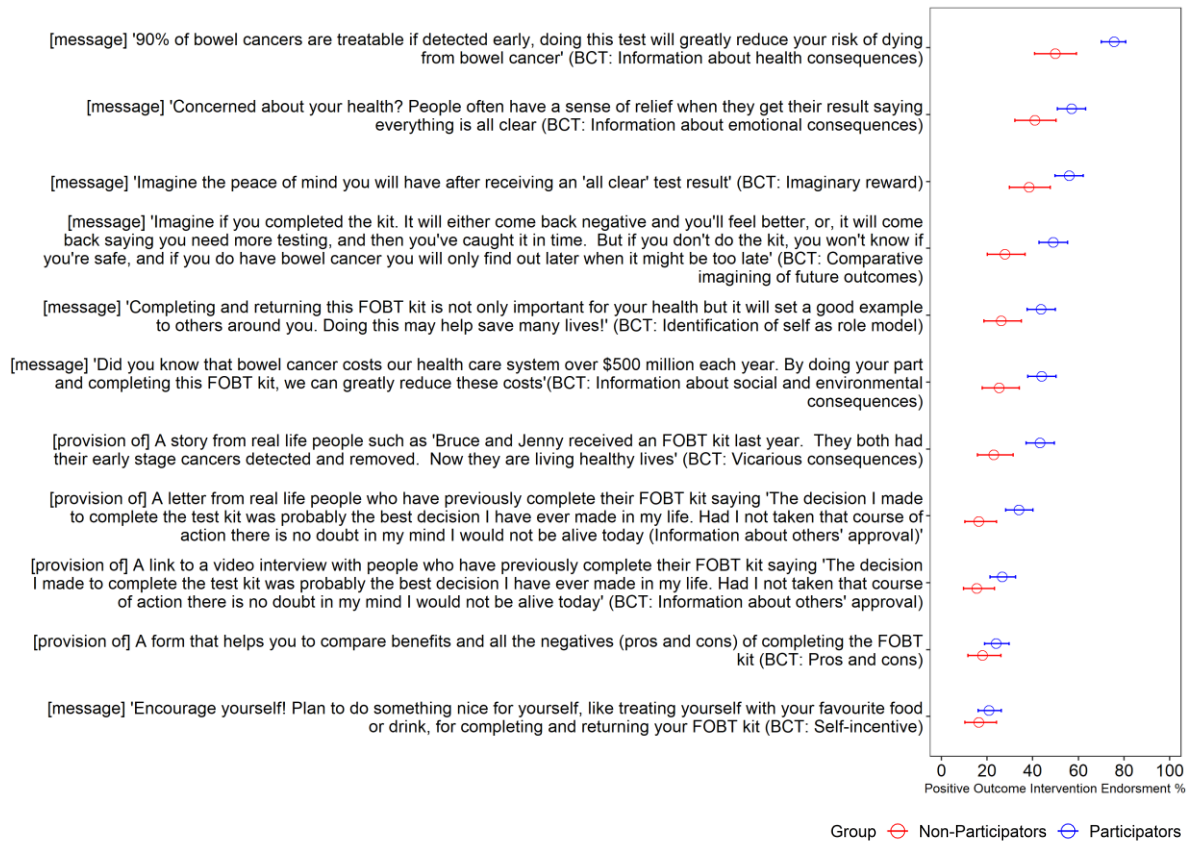 [message] '90% of bowel cancers are treatable if detected early, doing this test will greatly reduce your risk of dying
from bowel cancer' (BCT: Information about health consequences)
[message] 'Concerned about your health? People often have a sense of relief when they get their result saying
everything is all clear (BCT: Information about emotional consequences)
[message] 'Imagine the peace of mind you will have after receiving an 'all clear' test result' (BCT: Imaginary reward)
[message] 'Imagine if you completed the kit. It will either come back negative and you'll feel better, or, it will come
back saying you need more testing, and then you've caught it in time.  But if you don't do the kit, you won't know if
you're safe, and if you do have bowel cancer you will only find out later when it might be too late' (BCT: Comparative
imagining of future outcomes)
[message] 'Completing and returning this FOBT kit is not only important for your health but it will set a good example
to others around you. Doing this may help save many lives!' (BCT: Identification of self as role model)
[message] 'Did you know that bowel cancer costs our health care system over $500 million each year. By doing your part
and completing this FOBT kit, we can greatly reduce these costs'(BCT: Information about social and environmental
consequences)
[provision of] A story from real life people such as 'Bruce and Jenny received an FOBT kit last year.  They both had
their early stage cancers detected and removed.  Now they are living healthy lives' (BCT: Vicarious consequences)
[provision of] A letter from real life people who have previously complete their FOBT kit saying 'The decision I made
to complete the test kit was probably the best decision I have ever made in my life. Had I not taken that course of
action there is no doubt in my mind I would not be alive today (Information about others' approval)'
[provision of] A link to a video interview with people who have previously complete their FOBT kit saying 'The decision
I made to complete the test kit was probably the best decision I have ever made in my life. Had I not taken that course
of action there is no doubt in my mind I would not be alive today' (BCT: Information about others' approval)
[provision of] A form that helps you to compare benefits and all the negatives (pros and cons) of completing the FOBT
kit (BCT: Pros and cons)
[message] 'Encourage yourself! Plan to do something nice for yourself, like treating yourself with your favourite food
or drink, for completing and returning your FOBT kit (BCT: Self-incentive)
0 20 40 60 80 100
Positive Outcome Intervention Endorsment %
Group Non-Participators Participators